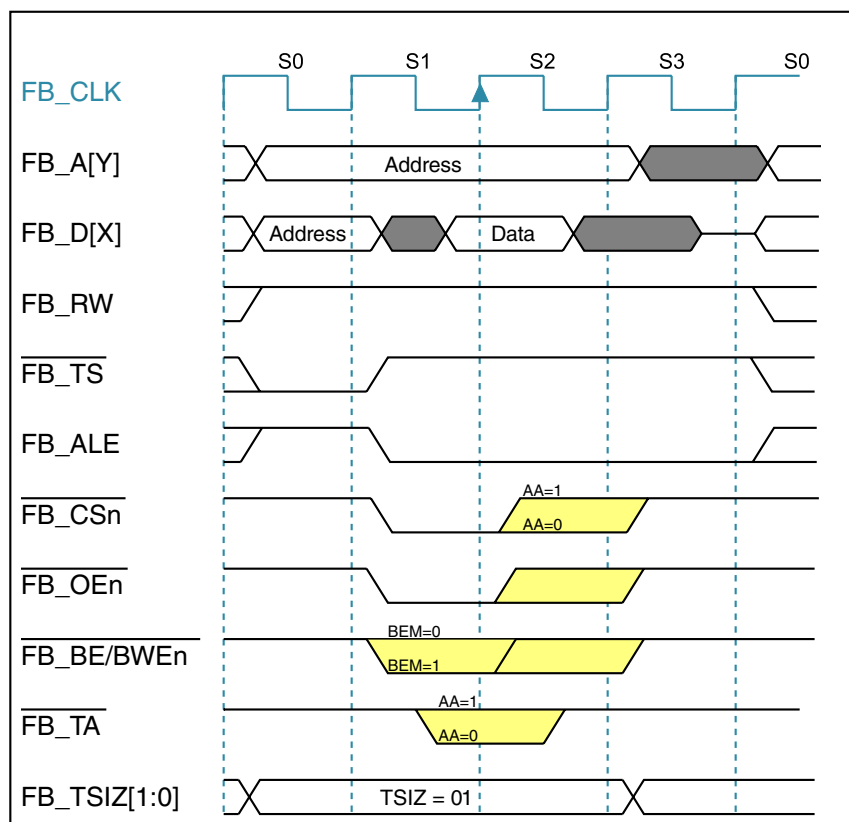 S0 S1 S2 S3 S0
FB_CLK
FB_A[Y] Address
FB_D[X] Address Data
FB_RW
FB_TS
FB_ALE
FB_CSn AA=1
AA=0
FB_OEn
FB_BE/BWEn BEM=0
BEM=1
FB_TA AA=1
AA=0
FB_TSIZ[1:0] TSIZ = 01